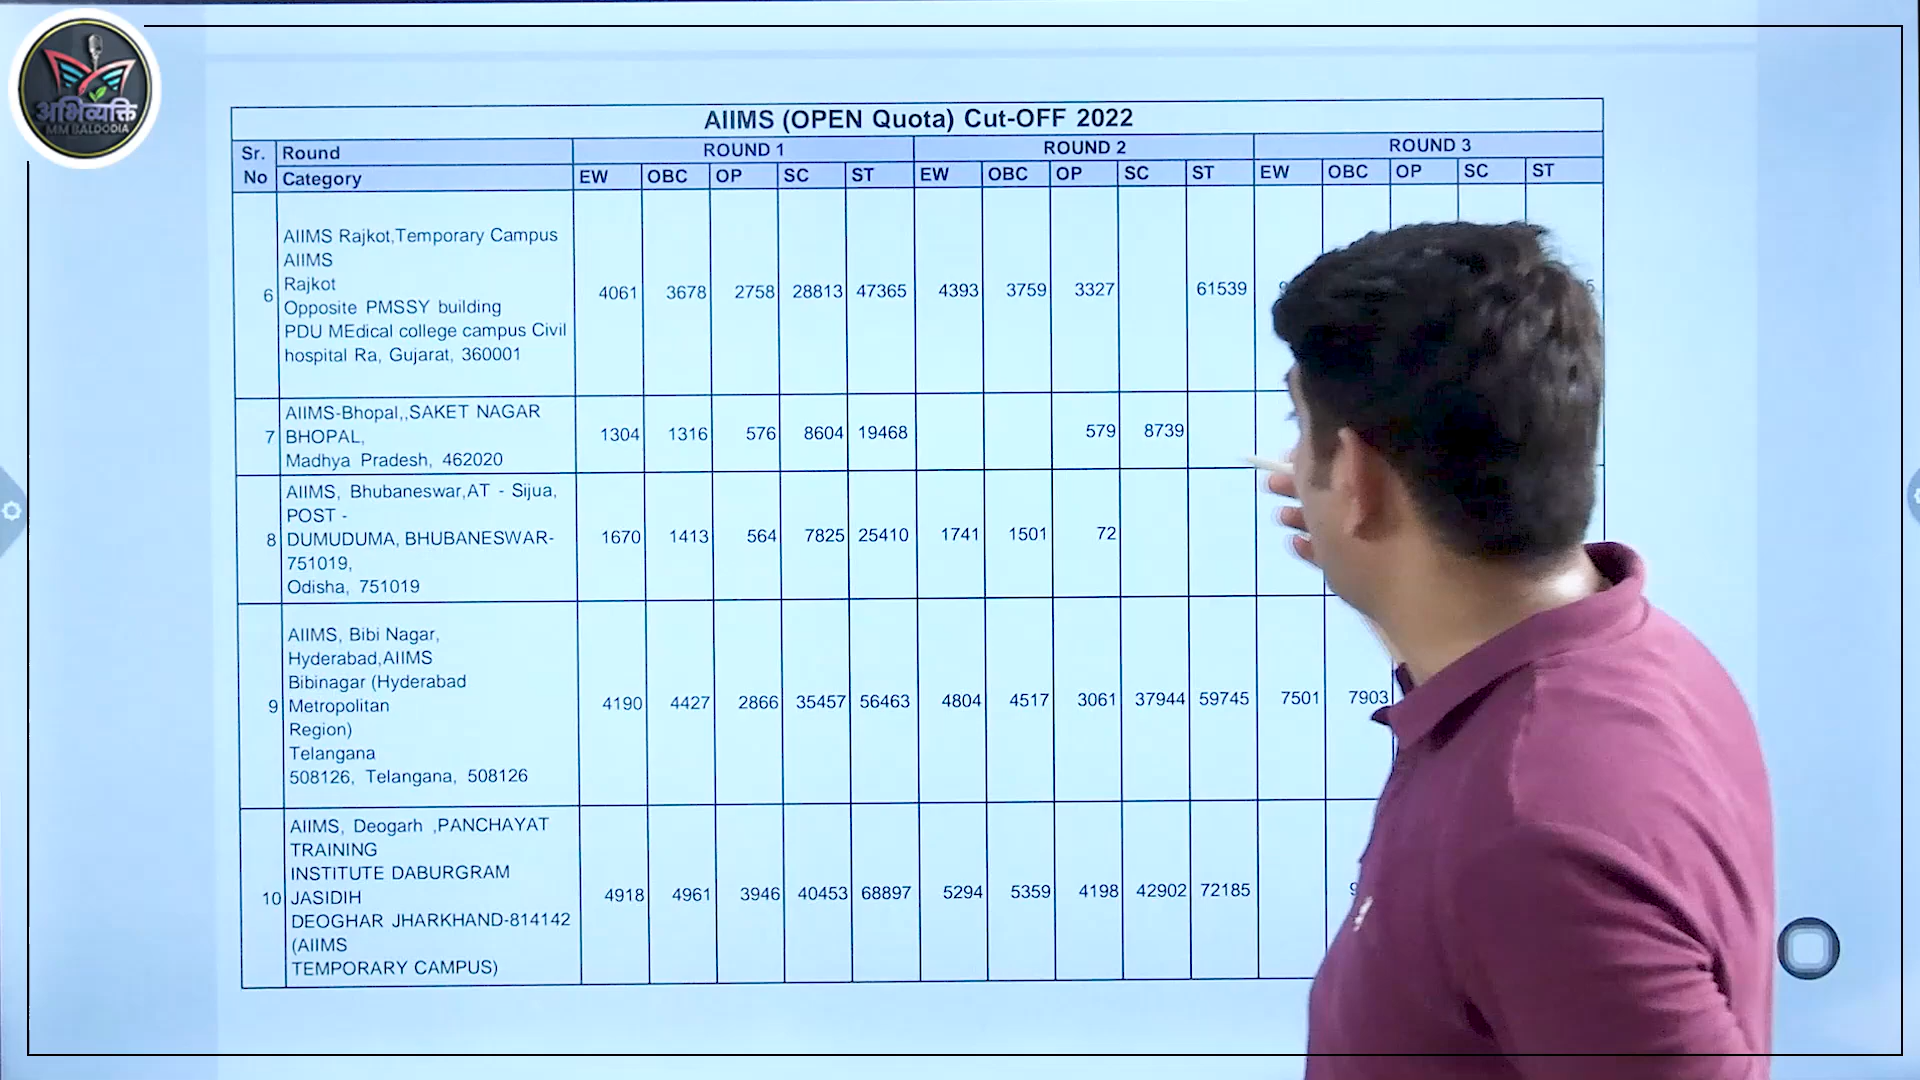 अभिव्यक्ति
MM BALDODIA
AIIMS (OPEN Quota) Cut-OFF 2022
Sr. No Round ROUND 1 ROUND 2 ROUND 3
Category EW OBC OP SC ST EW OBC OP SC ST EW OBC OP SC ST
AIIMS Rajkot,Temporary Campus
AIIMS
Rajkot
6 Opposite PMSSY building 4061 3678 2758 28813 47365 4393 3759 3327 61539
PDU MEdical college campus Civil
hospital Ra, Gujarat, 360001
AIIMS-Bhopal,,SAKET NAGAR
7 BHOPAL, 1304 1316 576 8604 19468 579 8739
Madhya Pradesh, 462020
AIIMS, Bhubaneswar,AT - Sijua,
POST -
8 DUMUDUMA, BHUBANESWAR- 1670 1413 564 7825 25410 1741 1501 72
751019,
Odisha, 751019
AIIMS, Bibi Nagar,
Hyderabad,AIIMS
Bibinagar (Hyderabad
9 Metropolitan 4190 4427 2866 35457 56463 4804 4517 3061 37944 59745 7501 7903
Region)
Telangana
508126, Telangana, 508126
AIIMS, Deogarh ,PANCHAYAT
TRAINING
INSTITUTE DABURGRAM
10 JASIDIH 4918 4961 3946 40453 68897 5294 5359 4198 42902 72185
DEOGHAR JHARKHAND-814142
(AIIMS
TEMPORARY CAMPUS)